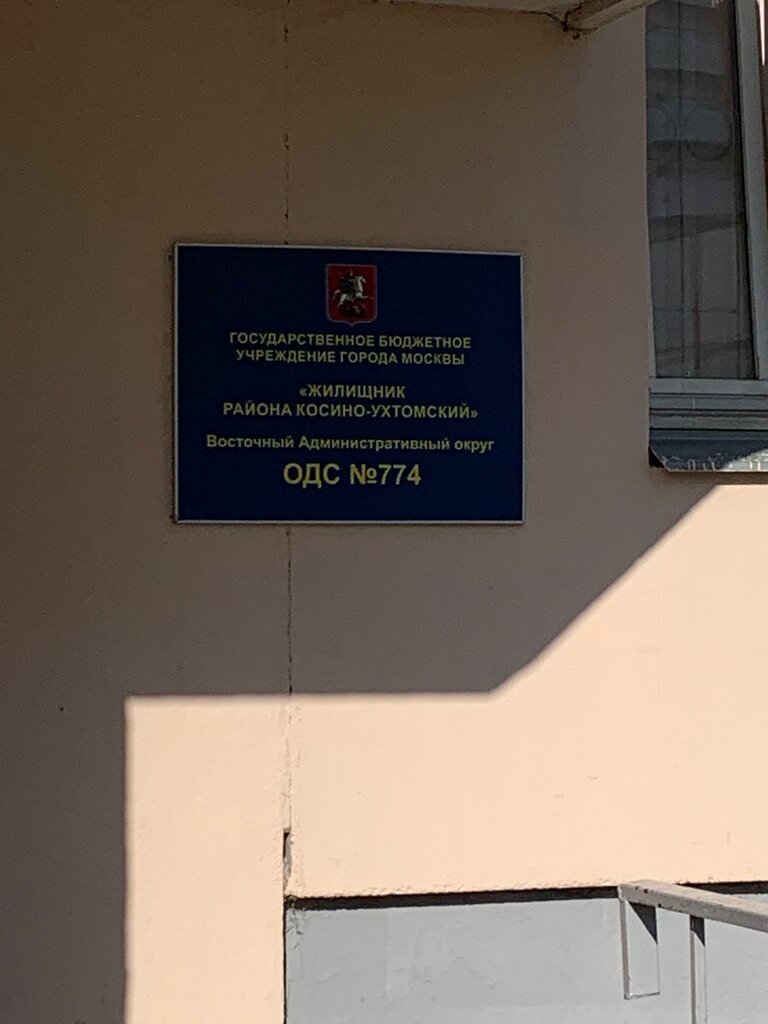 ГОСУДАРСТВЕННОЕ БЮДЖЕТНОЕ
УЧРЕЖДЕНИЕ ГОРОДА МОСКВЫ
«ЖИЛИЩНИК
РАЙОНА КОСИНО-УХТОМСКИЙ»
Восточный Административный округ
ОДС №774